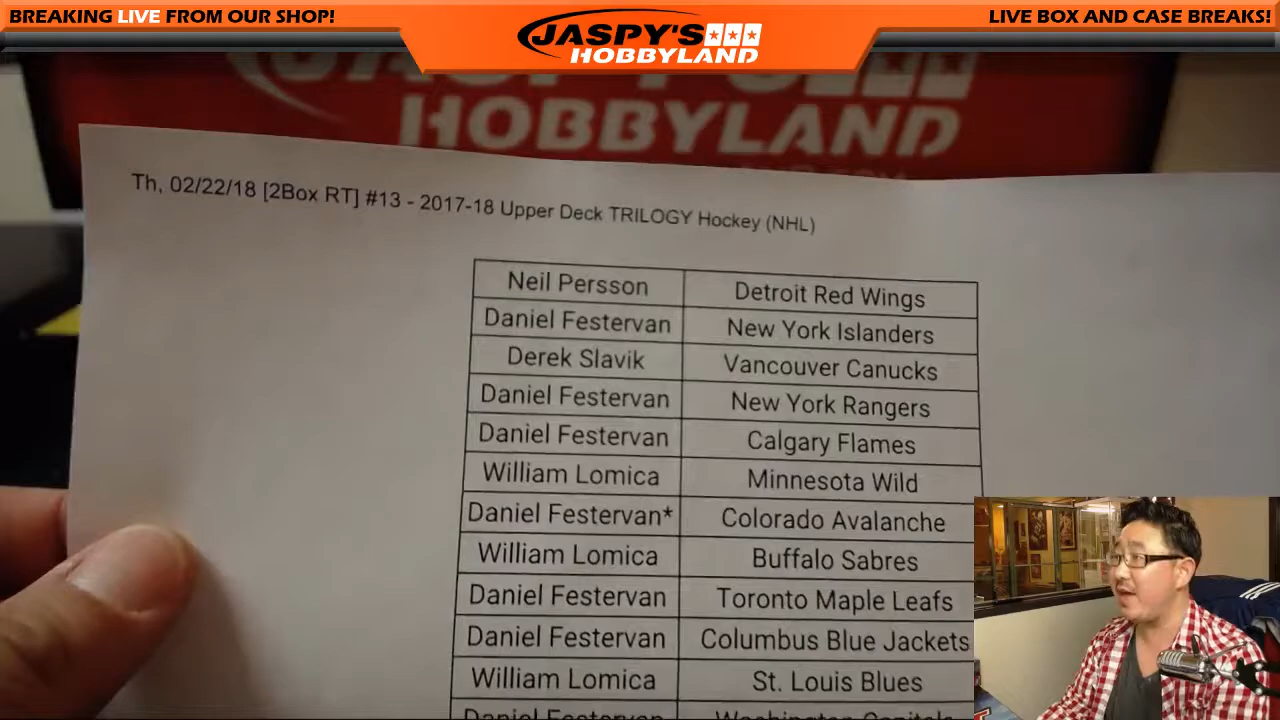 BREAKING LIVE FROM OUR SHOP!
JASPY'S
HOBBYLAND
LIVE BOX AND CASE BREAKS!
HOBBYLAND
Th, 02/22/18 [2Box RT] #13 - 2017-18 Upper Deck TRILOGY Hockey (NHL)
Neil Persson Detroit Red Wings
Daniel Festervan New York Islanders
Derek Slavik Vancouver Canucks
Daniel Festervan New York Rangers
Daniel Festervan Calgary Flames
William Lomica Minnesota Wild
Daniel Festervan* Colorado Avalanche
William Lomica Buffalo Sabres
Daniel Festervan Toronto Maple Leafs
Daniel Festervan Columbus Blue Jackets
William Lomica St. Louis Blues
Daniel Festervan Washington Capitals